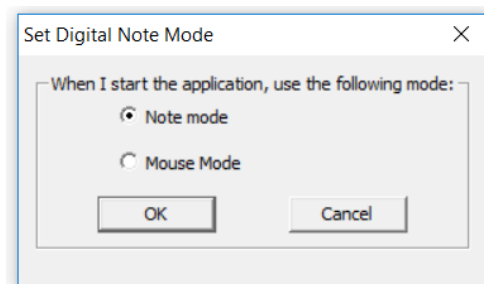 Set Digital Note Mode
When I start the application, use the following mode:
Note mode
Mouse Mode
OK Cancel